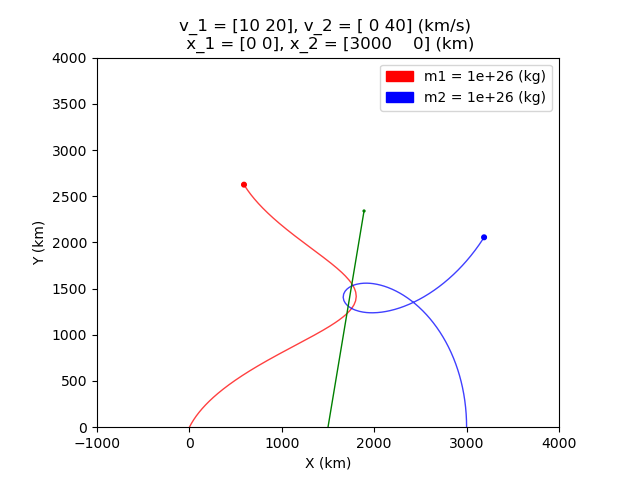 v_1 = [10 20], v_2 = [ 0 40] (km/s)
x_1 = [0 0], x_2 = [3000    0] (km)
m1 = 1e+26 (kg)
m2 = 1e+26 (kg)
4000
3500
3000
2500
2000
1500
1000
500
0
Y (km)
−1000
0
1000
2000
3000
4000
X (km)